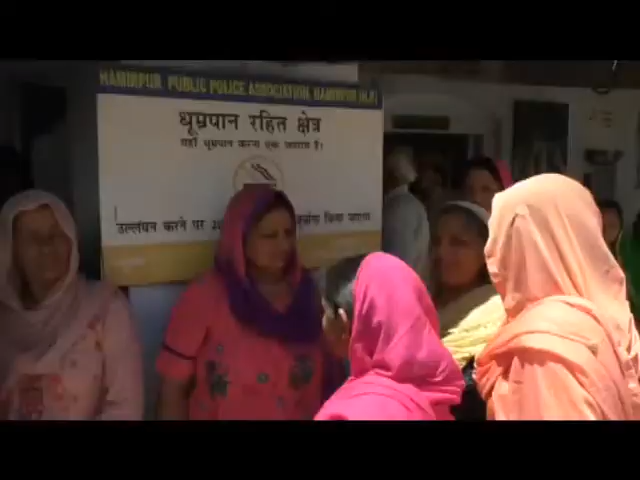 HAMIRPUR PUBLIC POLICE ASSOCIATION HAMIRPUR (H.P.)
धूम्रपान रहित क्षेत्र
यहाँ धूम्रपान करना एक अपराध है।
उल्लंघन करने पर जुर्माना किया जाएगा